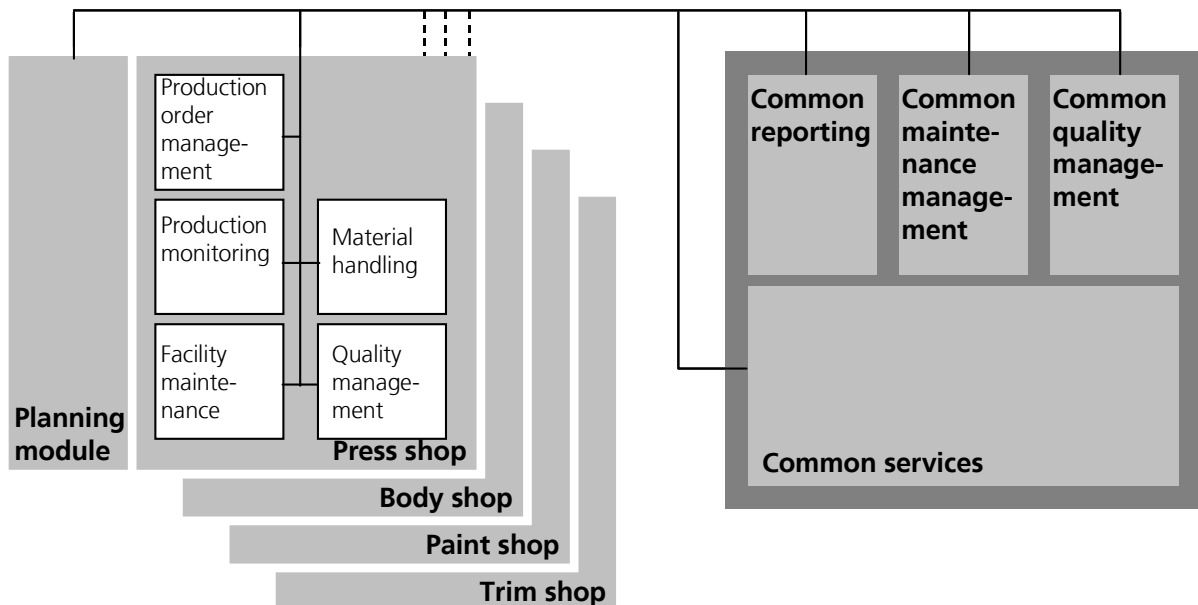 Production
order
manage-
ment
Production
monitoring
Material
handling
Facility
mainte-
nance
Quality
manage-
ment
Planning
module
Press shop
Body shop
Paint shop
Trim shop
Common
reporting
Common
mainte-
nance
manage-
ment
Common
quality
manage-
ment
Common services